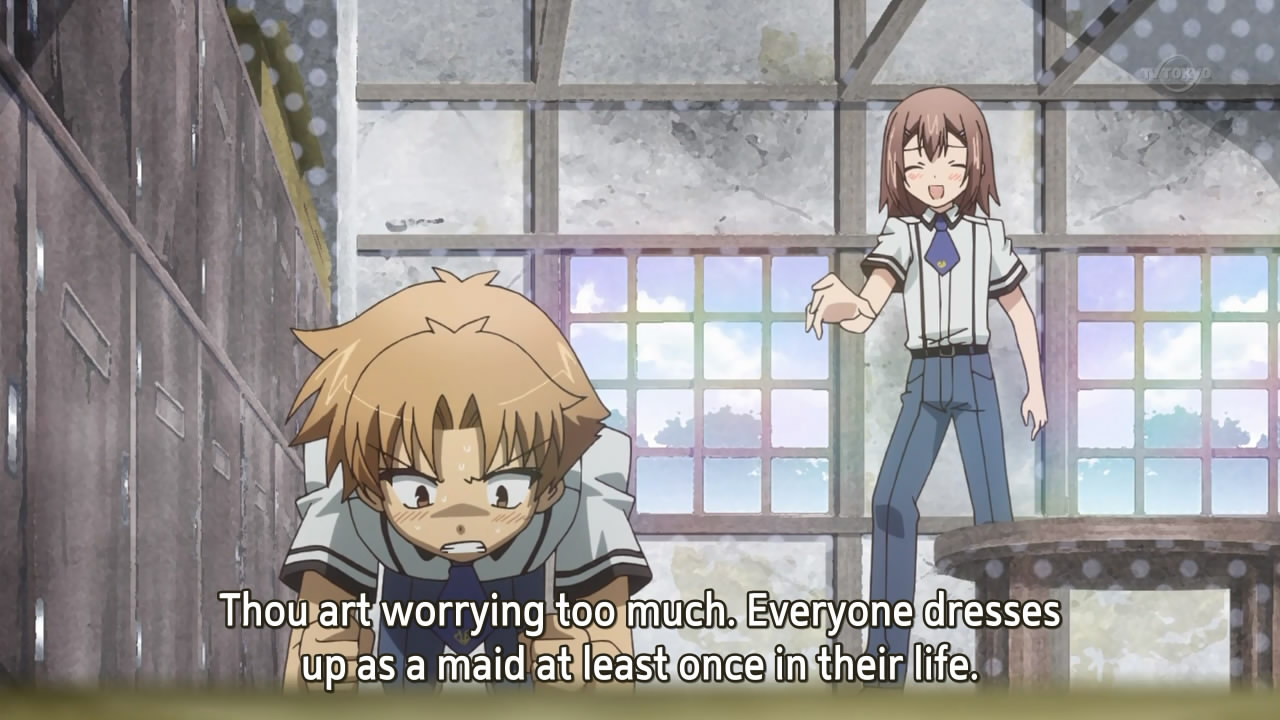 TV TOKYO
Thou art worrying too much. Everyone dresses
up as a maid at least once in their life.